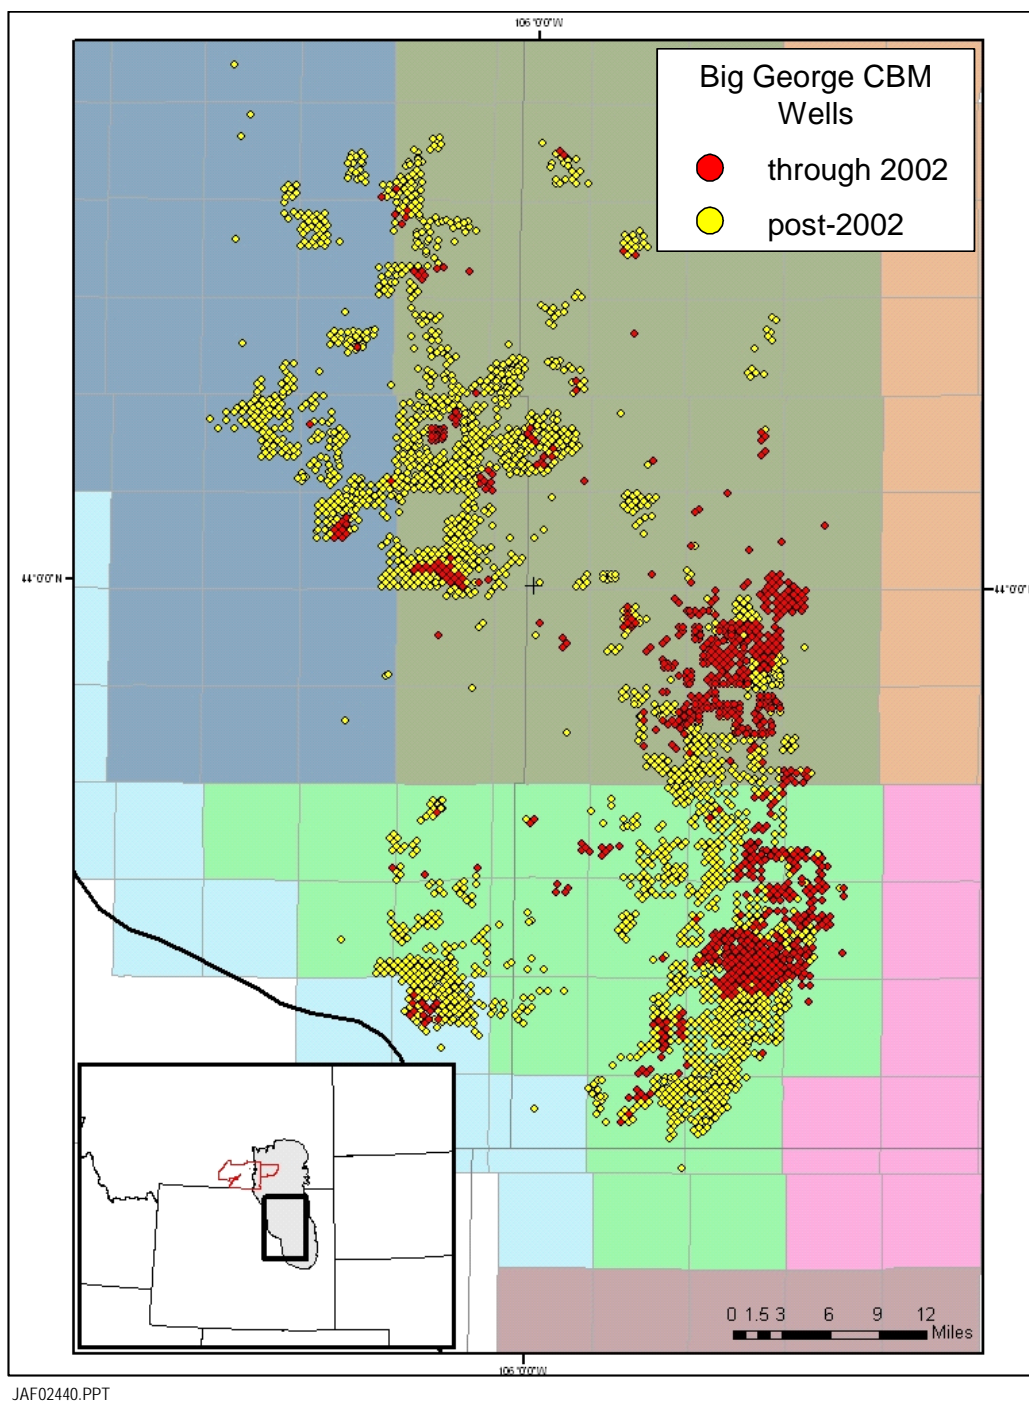 106°0'0"W
Big George CBM
Wells
through 2002
post-2002
44°0'0"N
44°0'0"N
0 1.5 3 6 9 12
Miles
106°0'0"W
JAF02440.PPT